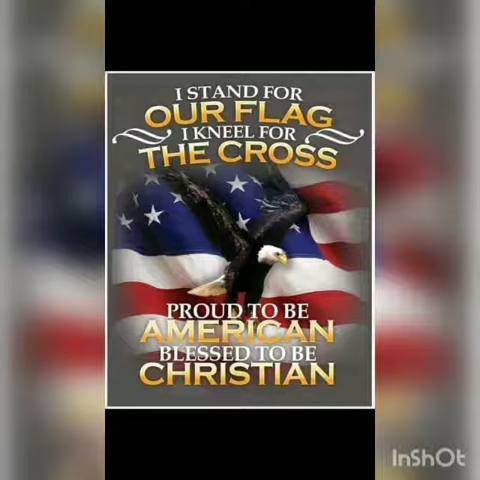 I STAND FOR
OUR FLAG
I KNEEL FOR
THE CROSS
PROUD TO BE
AMERICAN
BLESSED TO BE
CHRISTIAN
InShOt